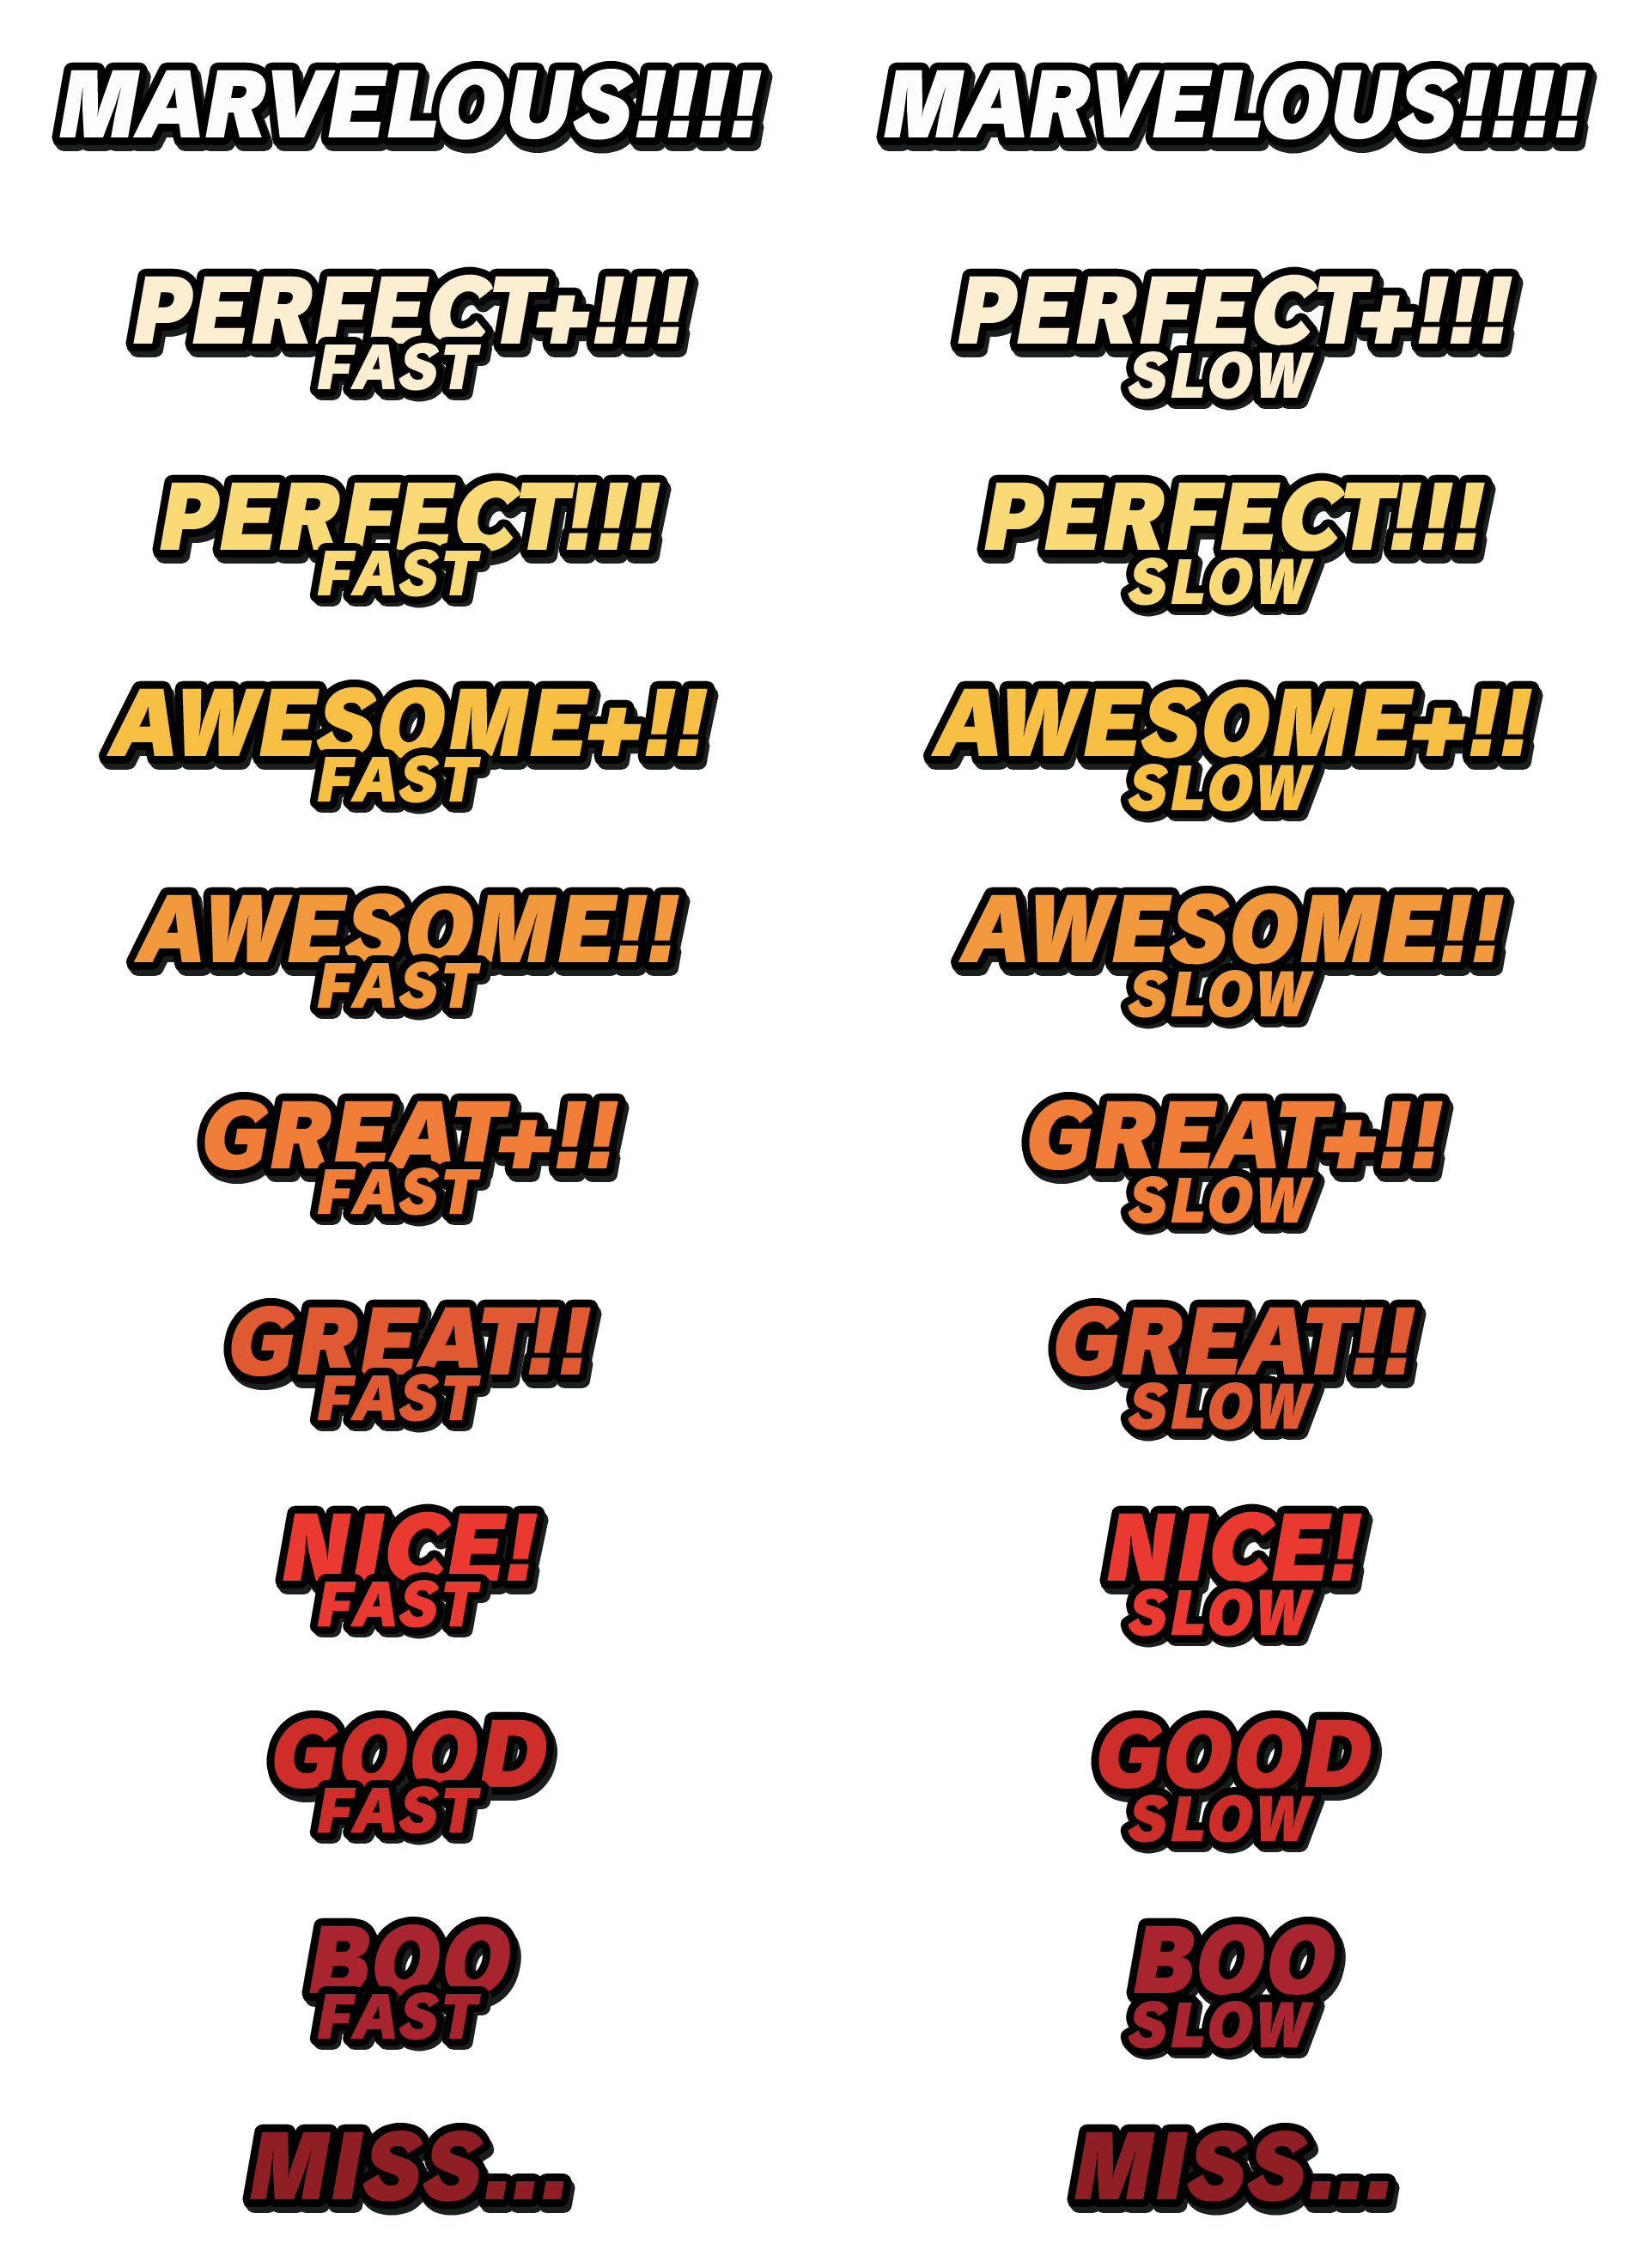 MARVELOUS!!!! MARVELOUS!!!!
PERFECT+!!! PERFECT+!!!
FAST SLOW
PERFECT!!! PERFECT!!!
FAST SLOW
AWESOME+!! AWESOME+!!
FAST SLOW
AWESOME!! AWESOME!!
FAST SLOW
GREAT+!! GREAT+!!
FAST SLOW
GREAT!! GREAT!!
FAST SLOW
NICE! NICE!
FAST SLOW
GOOD GOOD
FAST SLOW
BOO BOO
FAST SLOW
MISS... MISS...